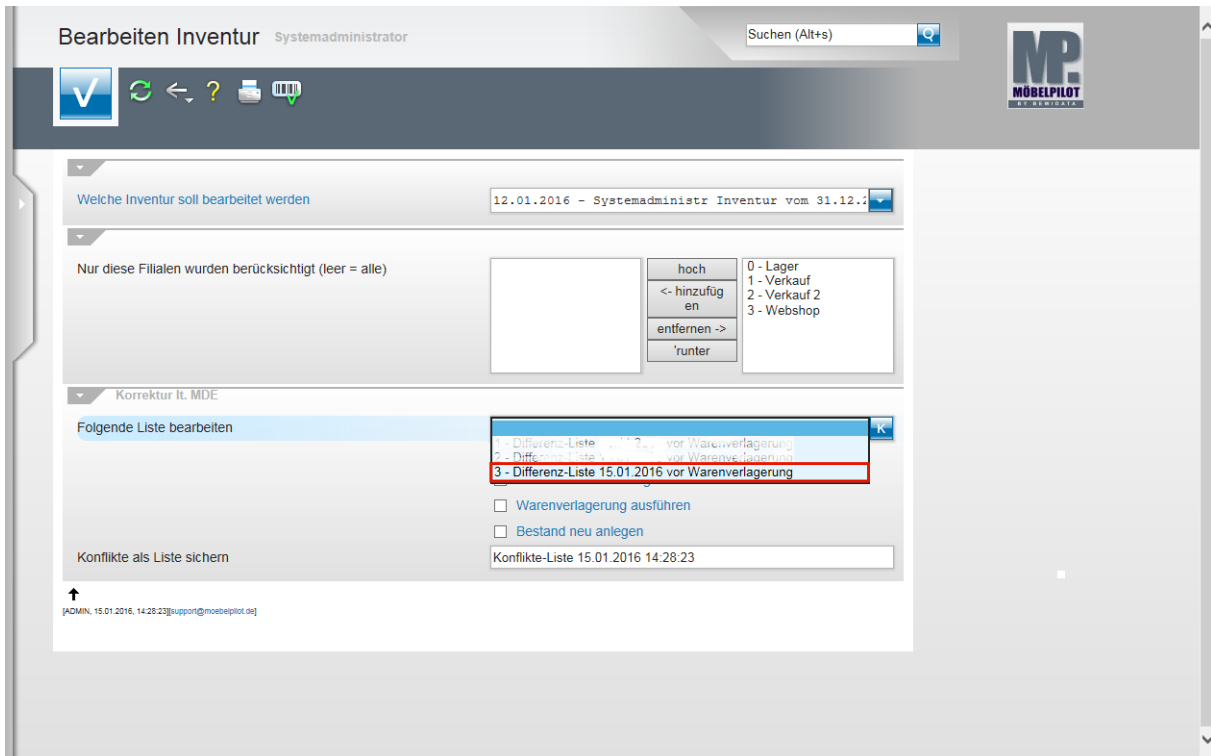 Bearbeiten Inventur Systemadministrator
Suchen (Alt+s)
MP.
MÖBELPILOT
BY BEWIDATA
Welche Inventur soll bearbeitet werden
12.01.2016 - Systemadministr Inventur vom 31.12.2
Nur diese Filialen wurden berücksichtigt (leer = alle)
hoch
<- hinzufüg
en
entfernen ->
'runter
0 - Lager
1 - Verkauf
2 - Verkauf 2
3 - Webshop
Korrektur lt. MDE
Folgende Liste bearbeiten
K
1 - Differenz-Liste vor Warenverlagerung
2 - vor Warenverlagerung
3 - Differenz-Liste 15.01.2016 vor Warenverlagerung
Warenverlagerung ausführen
Bestand neu anlegen
Konflikte als Liste sichern
Konflikte-Liste 15.01.2016 14:28:23
[ADMIN, 15.01.2016, 14:28:23][support@moebelpilot.de]